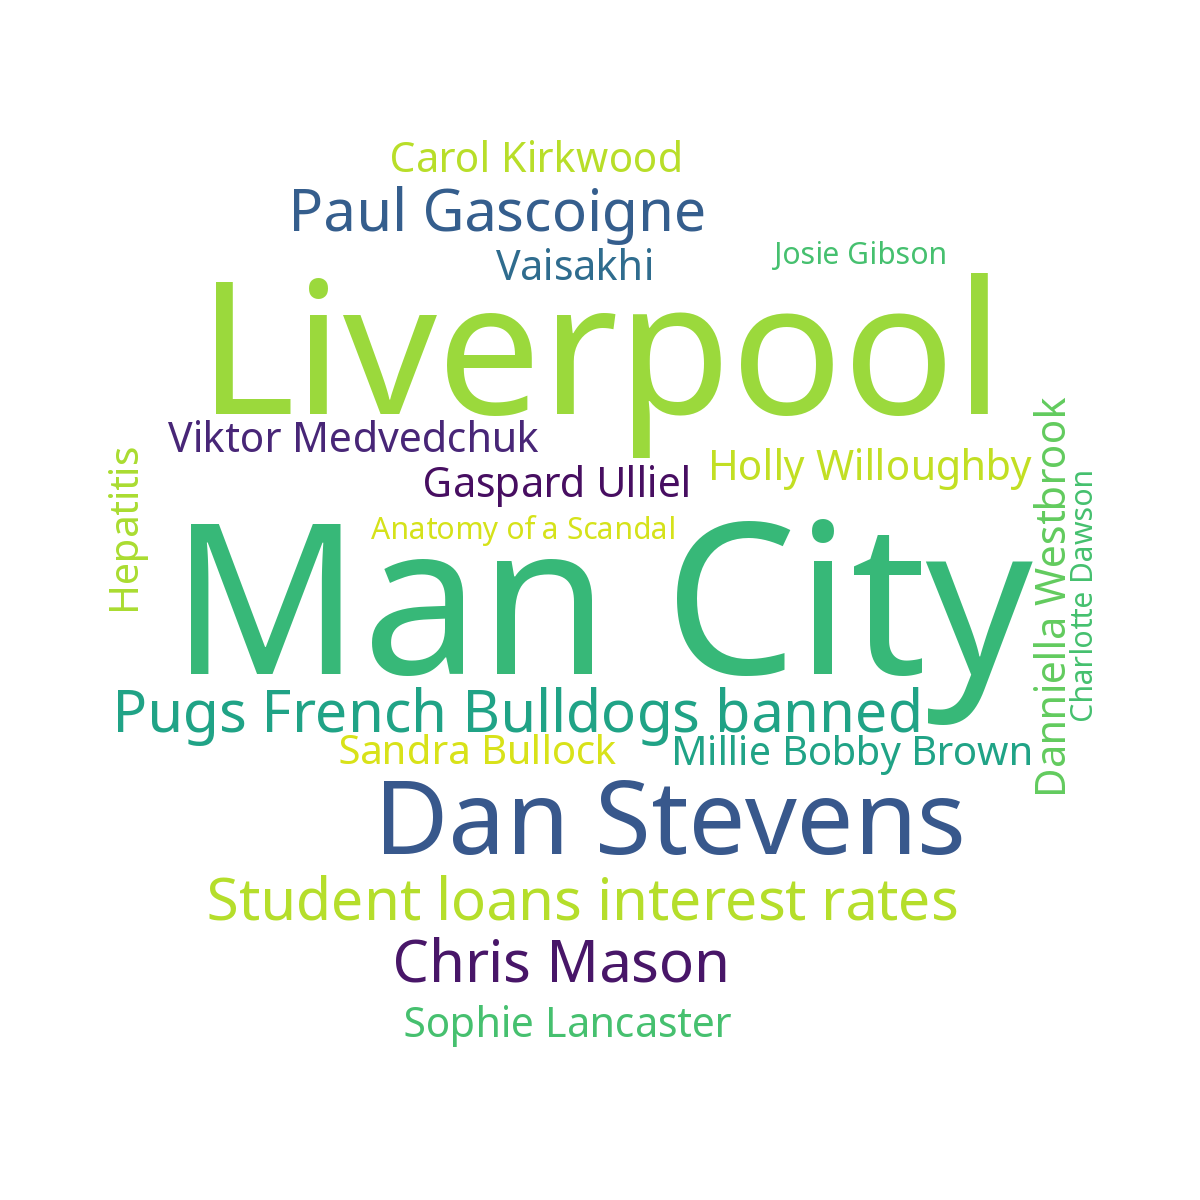 Carol Kirkwood
Paul Gascoigne
Vaisakhi
Josie Gibson
Liverpool
Viktor Medvedchuk
Holly Willoughby
Gaspard Ulliel
Hepatitis
Anatomy of a Scandal
Danniella Westbrook
Charlotte Dawson
Man City
Pugs French Bulldogs banned
Sandra Bullock
Millie Bobby Brown
Dan Stevens
Student loans interest rates
Chris Mason
Sophie Lancaster